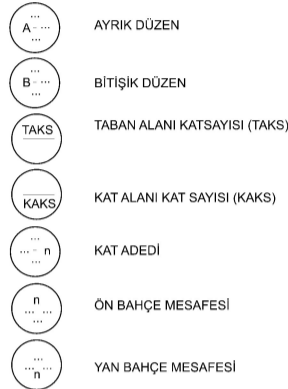 ...
A - ...
...
AYRIK DÜZEN
...
B - ...
...
BİTİŞİK DÜZEN
TAKS
TABAN ALANI KATSAYISI (TAKS)
KAKS
KAT ALANI KAT SAYISI (KAKS)
...
... - n
...
KAT ADEDİ
n
... ...
...
ÖN BAHÇE MESAFESİ
...
... ...
n
YAN BAHÇE MESAFESİ